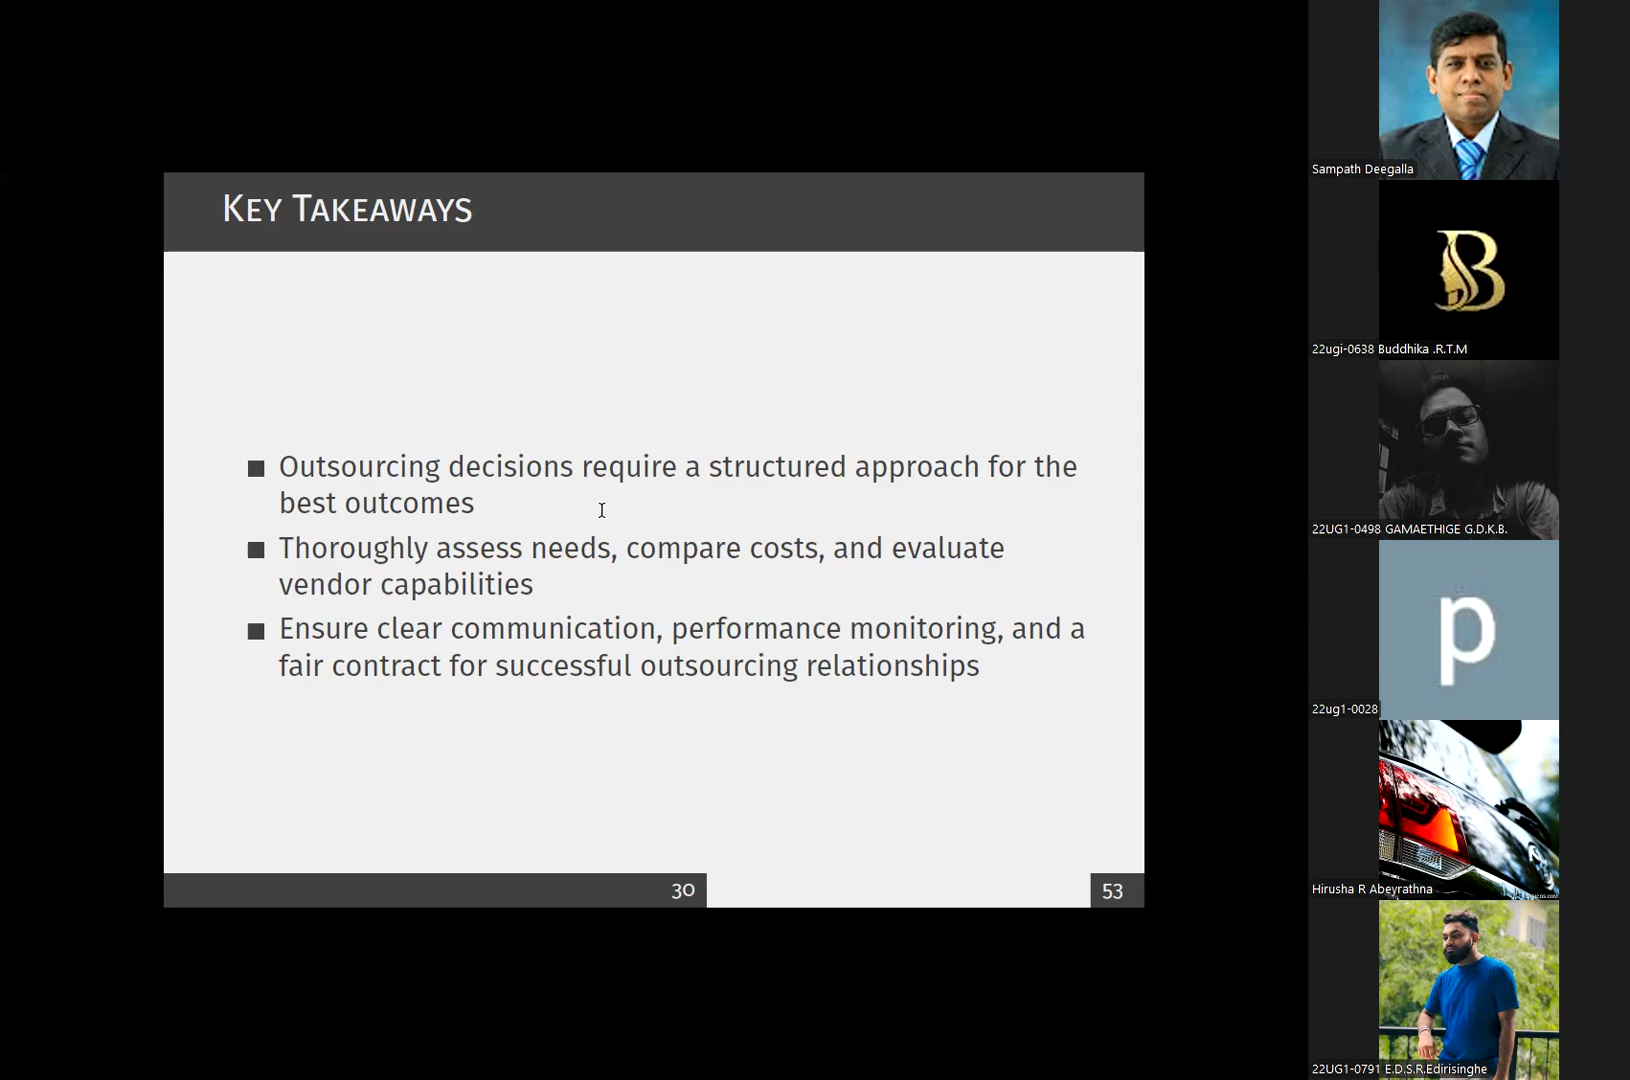 KEY TAKEAWAYS
■ Outsourcing decisions require a structured approach for the
best outcomes
■ Thoroughly assess needs, compare costs, and evaluate
vendor capabilities
■ Ensure clear communication, performance monitoring, and a
fair contract for successful outsourcing relationships
30
53
Sampath Deegalla
B
22ugi-0638 Buddhika .R.T.M
22UG1-0498 GAMAETHIGE G.D.K.B.
p
22ug1-0028
Hirusha R Abeyrathna
22UG1-0791 E.D.S.R.Edirisinghe